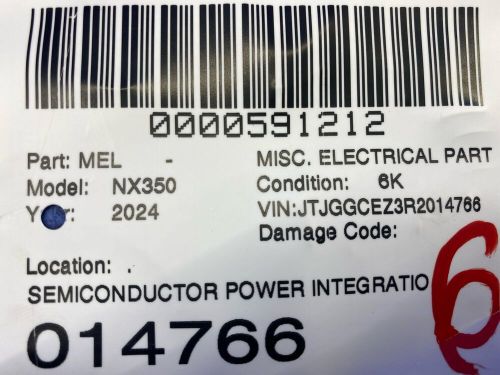 0000591212
Part: MEL - MISC. ELECTRICAL PART
Model: NX350 Condition: 6K
2024 VIN:JTJGGCEZ3R2014766
Damage Code:
Location: .
SEMICONDUCTOR POWER INTEGRATIO
6
014766